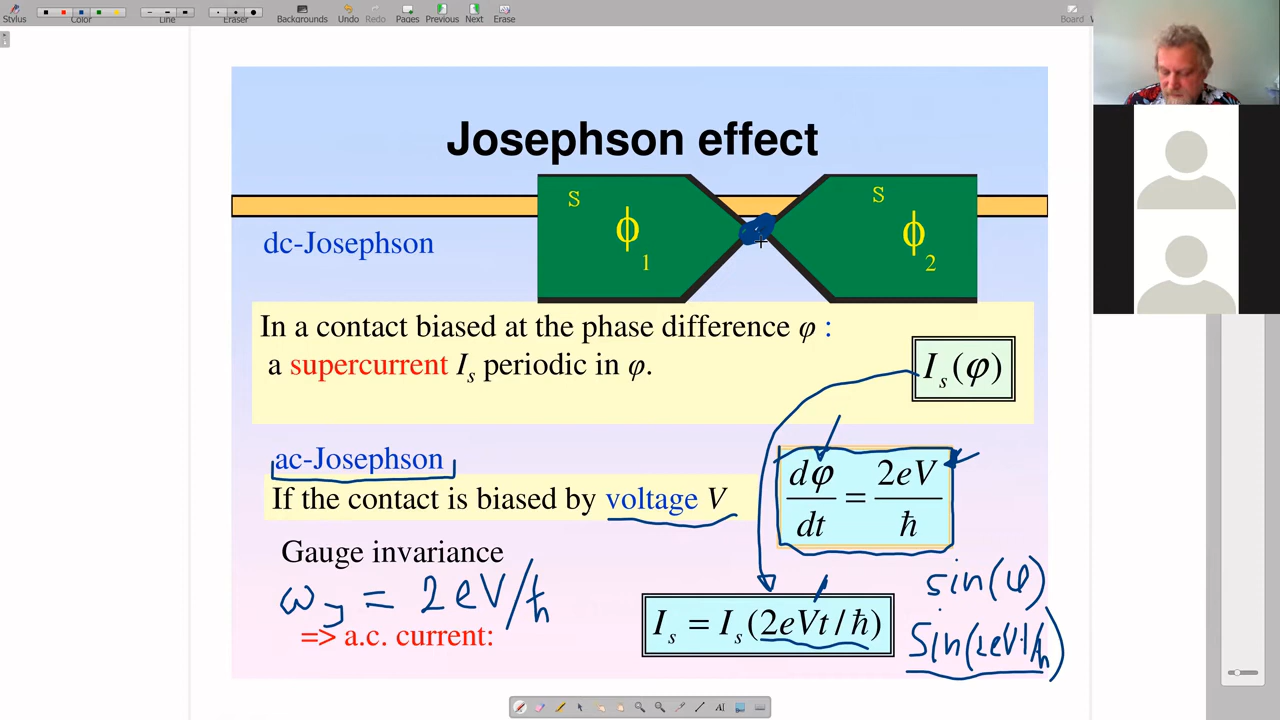 Stylus
Color
Line
Eraser
Backgrounds
Undo
Redo
Pages
Previous
Next
Erase
Board
Josephson effect
S
S
ϕ1
ϕ2
dc-Josephson
In a contact biased at the phase difference φ :
a supercurrent Is periodic in φ.
Is(φ)
ac-Josephson
dφ/dt = 2eV/ħ
If the contact is biased by voltage V
Gauge invariance
ωJ = 2eV/ħ
sin(φ)
=> a.c. current:
Is = Is(2eVt/ħ)
Sin(2eVt/ħ)
AI